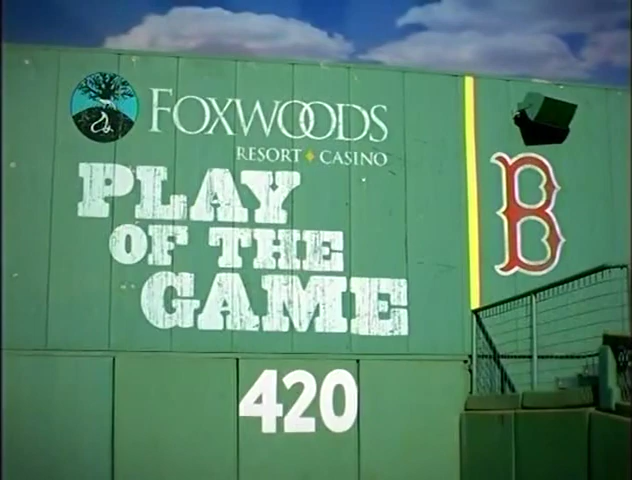 FOXWOODS
RESORT CASINO
PLAY
OF THE
GAME
420
B